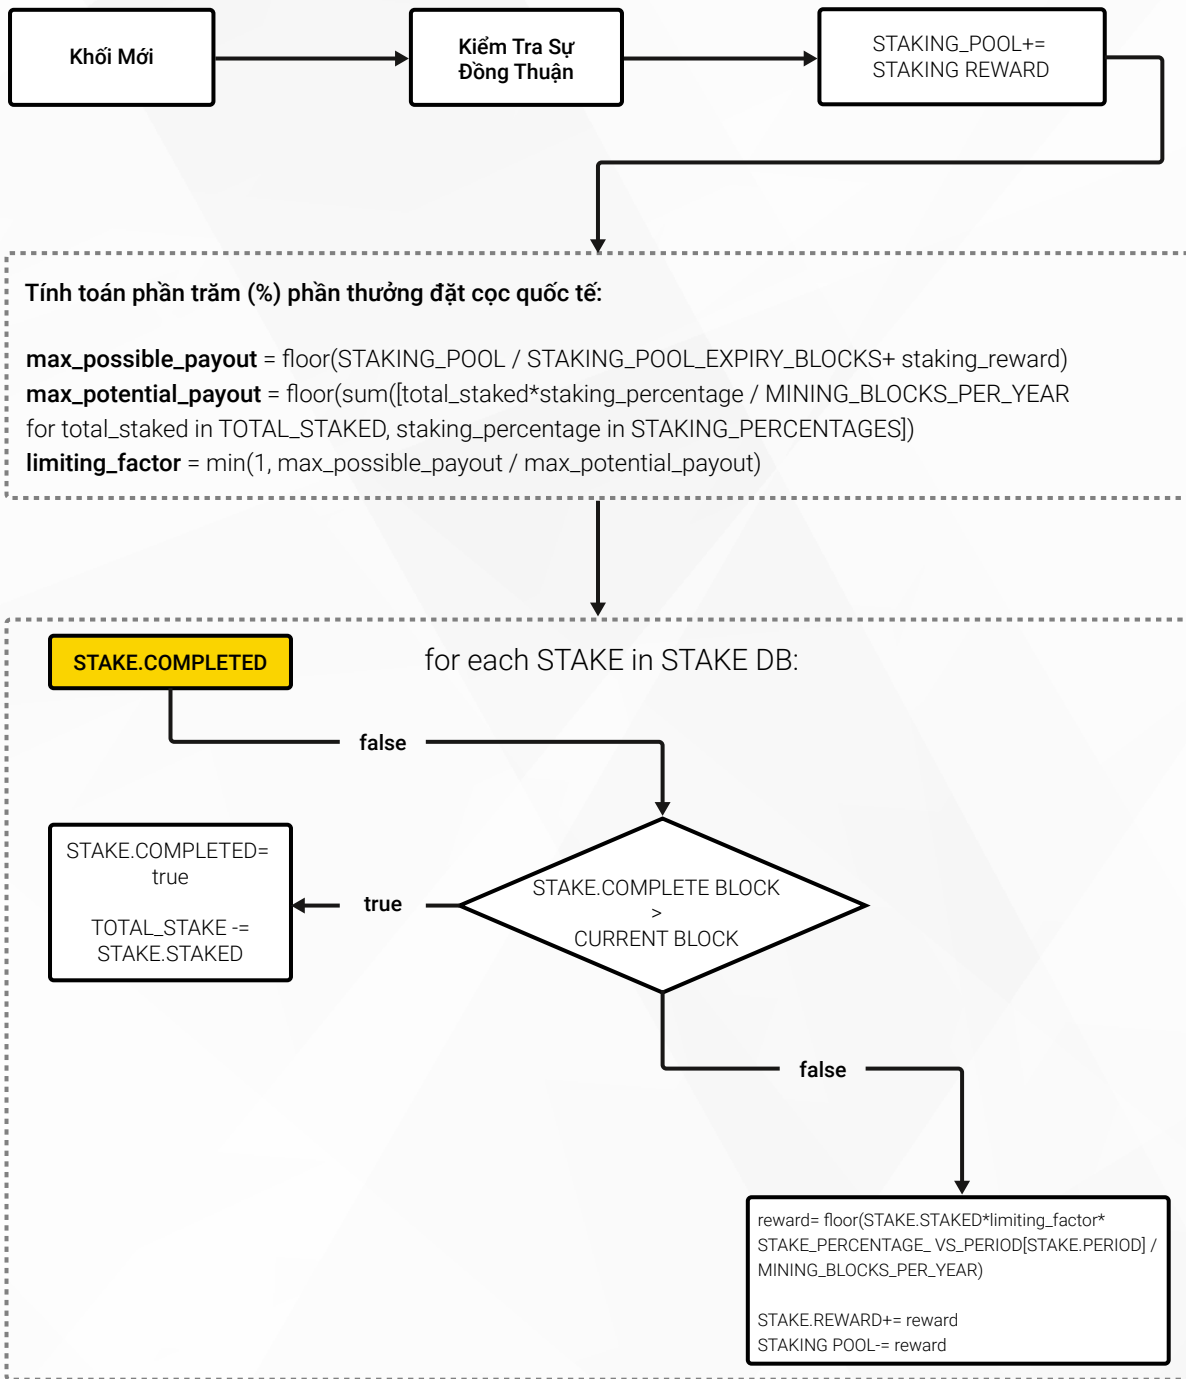 Khối Mới
Kiểm Tra Sự
Đồng Thuận
STAKING_POOL+=
STAKING REWARD
Tính toán phần trăm (%) phần thưởng đặt cọc quốc tế:
max_possible_payout = floor(STAKING_POOL / STAKING_POOL_EXPIRY_BLOCKS+ staking_reward)
max_potential_payout = floor(sum([total_staked*staking_percentage / MINING_BLOCKS_PER_YEAR
for total_staked in TOTAL_STAKED, staking_percentage in STAKING_PERCENTAGES])
limiting_factor = min(1, max_possible_payout / max_potential_payout)
STAKE.COMPLETED
for each STAKE in STAKE DB:
false
STAKE.COMPLETED=
true
TOTAL_STAKE -=
STAKE.STAKED
true
STAKE.COMPLETE BLOCK
>
CURRENT BLOCK
false
reward= floor(STAKE.STAKED*limiting_factor*
STAKE_PERCENTAGE_ VS_PERIOD[STAKE.PERIOD] /
MINING_BLOCKS_PER_YEAR)
STAKE.REWARD+= reward
STAKING POOL-= reward